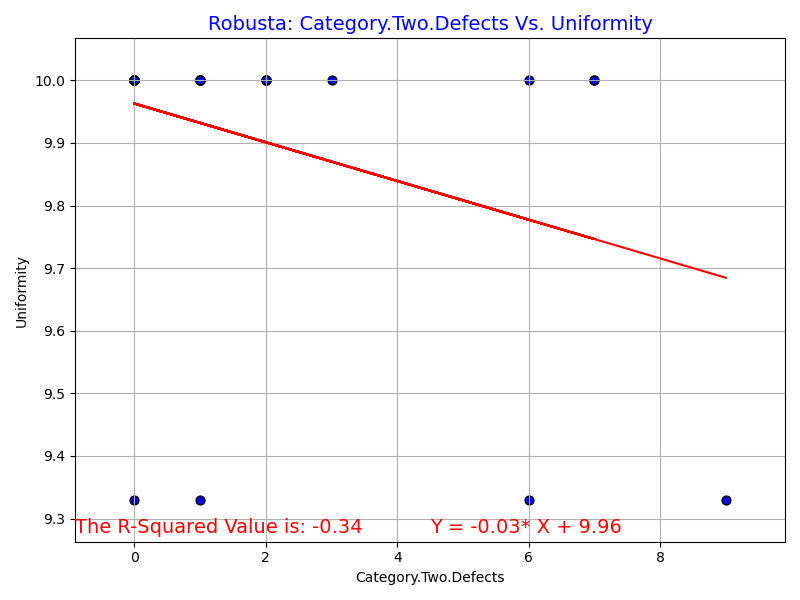 Robusta: Category.Two.Defects Vs. Uniformity
Uniformity
10.0
9.9
9.8
9.7
9.6
9.5
9.4
9.3
The R-Squared Value is: -0.34
Y = -0.03* X + 9.96
0 2 4 6 8
Category.Two.Defects